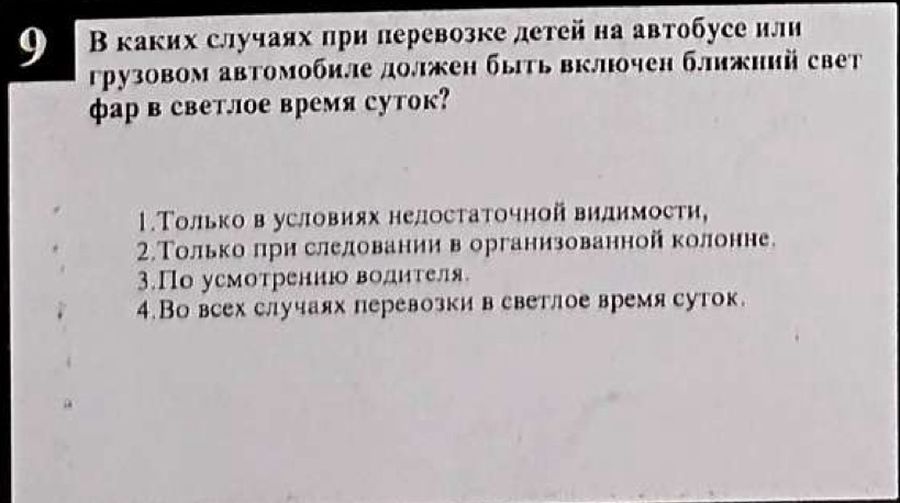 9
В каких случаях при перевозке детей на автобусе или
грузовом автомобиле должен быть включен ближний свет
фар в светлое время суток?
1.Только в условиях недостаточной видимости,
2.Только при следовании в организованной колонне.
3.По усмотрению водителя.
4.Во всех случаях перевозки в светлое время суток.